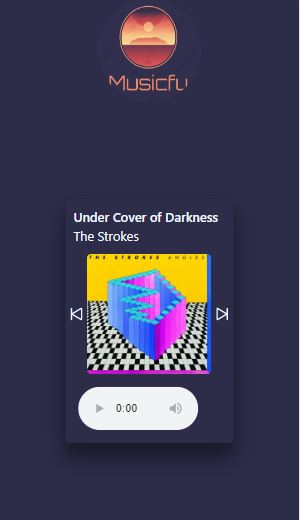 Musicfu
Under Cover of Darkness
The Strokes
THE STROKES ANGLES
0:00